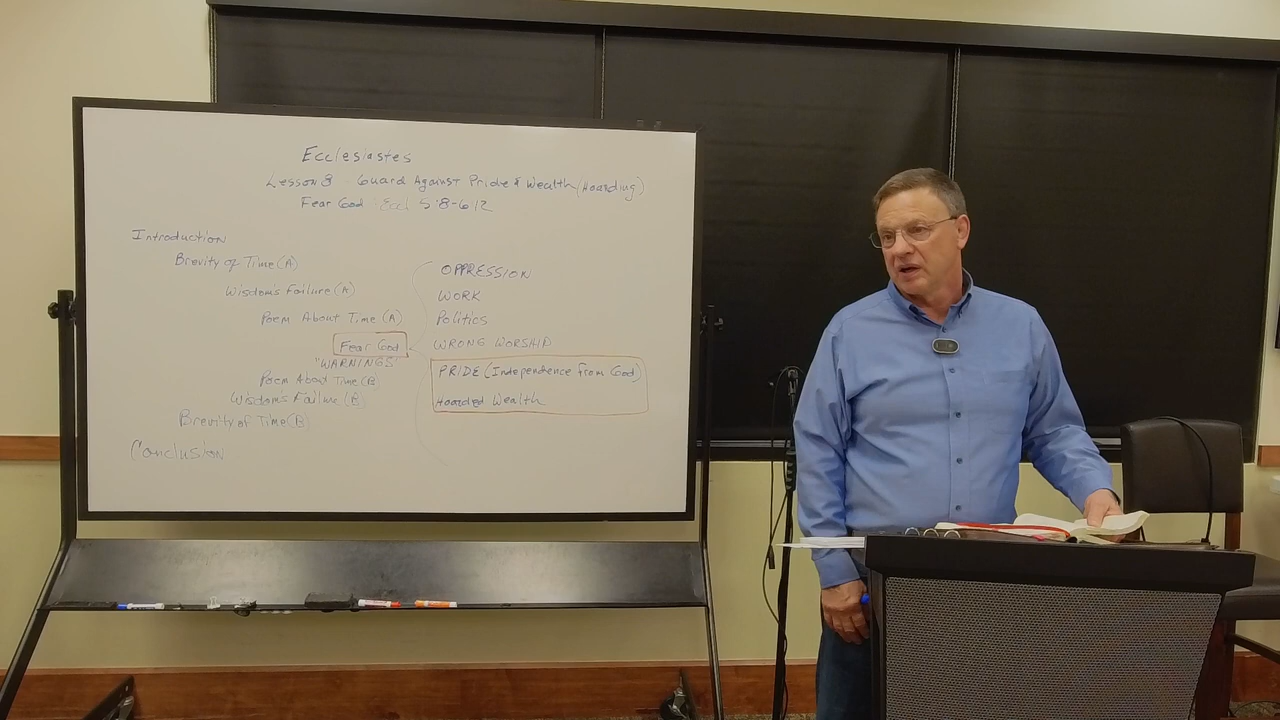 Ecclesiastes
Lesson 8 - Guard Against Pride & Wealth (Hoarding)
Fear God : Eccl 5:8-6:12
Introduction
Brevity of Time (A)
Wisdom's Failure (A)
Poem About Time (A)
Fear God
"WARNINGS"
Poem About Time (B)
Wisdom's Failure (B)
Brevity of Time (B)
Conclusion
OPPRESSION
WORK
Politics
WRONG WORSHIP
PRIDE (Independence from God)
Hoarded Wealth